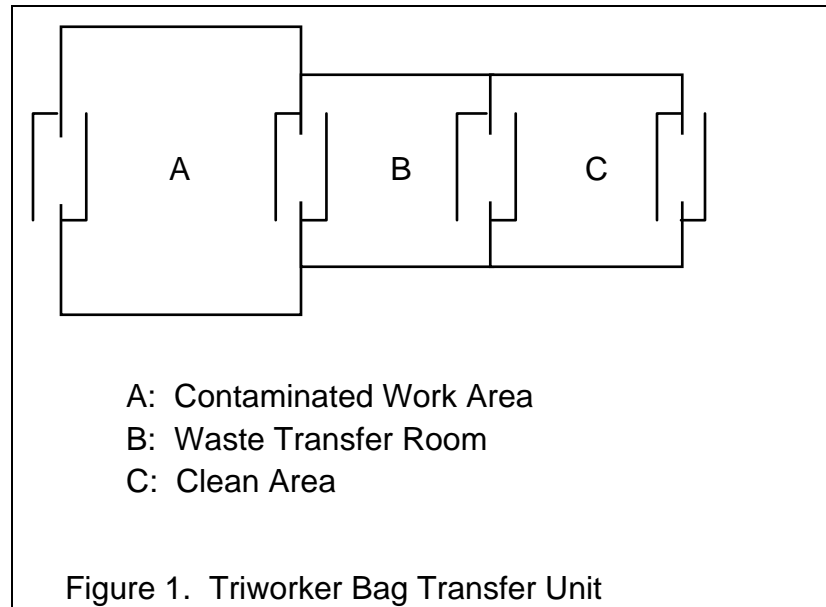 A B C
A: Contaminated Work Area
B: Waste Transfer Room
C: Clean Area
Figure 1. Triworker Bag Transfer Unit